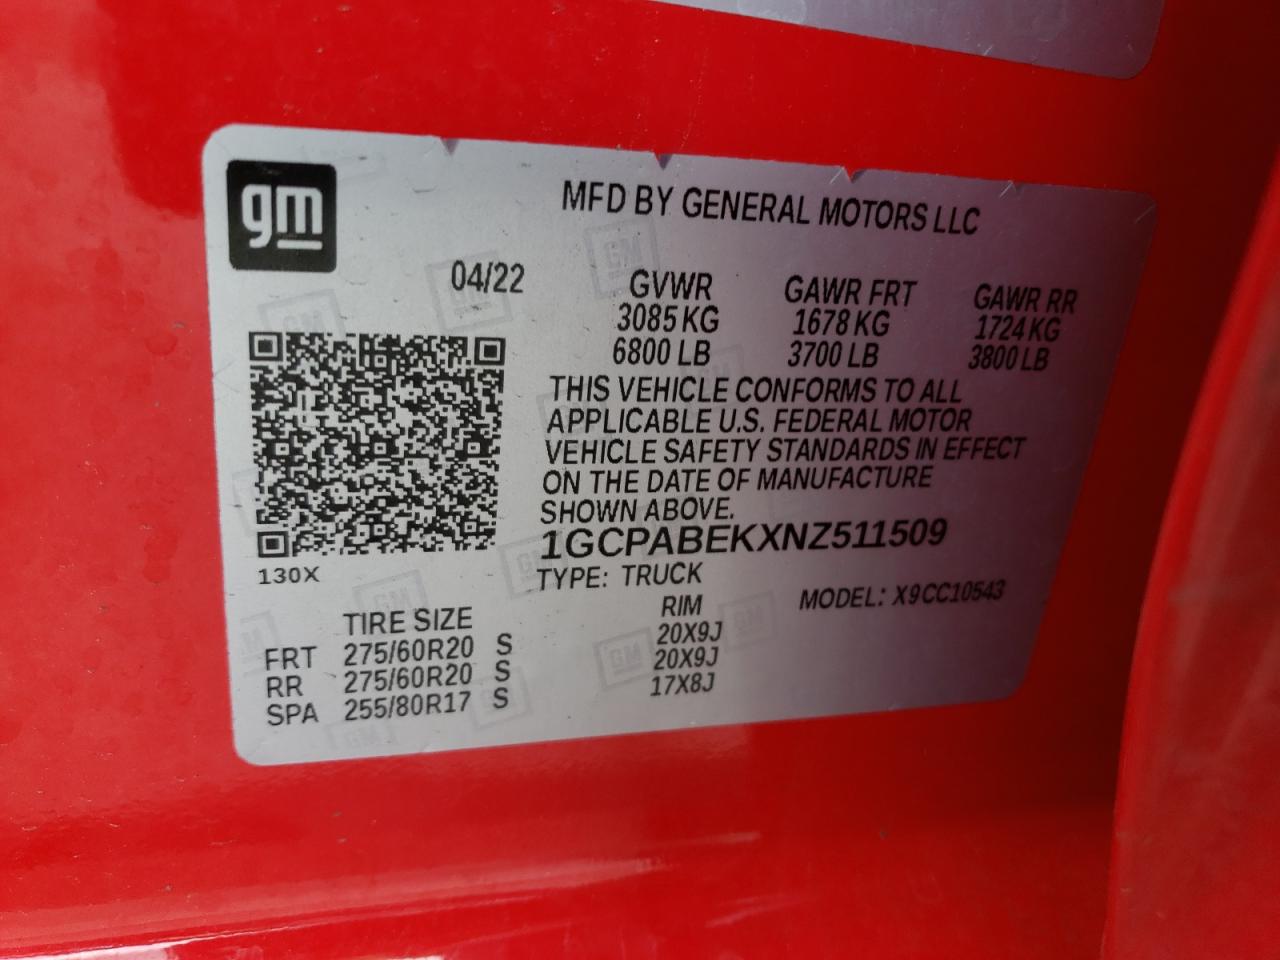 gm
MFD BY GENERAL MOTORS LLC
04/22 GVWR GAWR FRT GAWR RR
3085 KG 1678 KG 1724 KG
6800 LB 3700 LB 3800 LB
THIS VEHICLE CONFORMS TO ALL
APPLICABLE U.S. FEDERAL MOTOR
VEHICLE SAFETY STANDARDS IN EFFECT
ON THE DATE OF MANUFACTURE
SHOWN ABOVE.
1GCPABEKXNZ511509
130X
TYPE: TRUCK
MODEL: X9CC10543
TIRE SIZE RIM
FRT 275/60R20 S 20X9J
RR 275/60R20 S 20X9J
SPA 255/80R17 S 17X8J